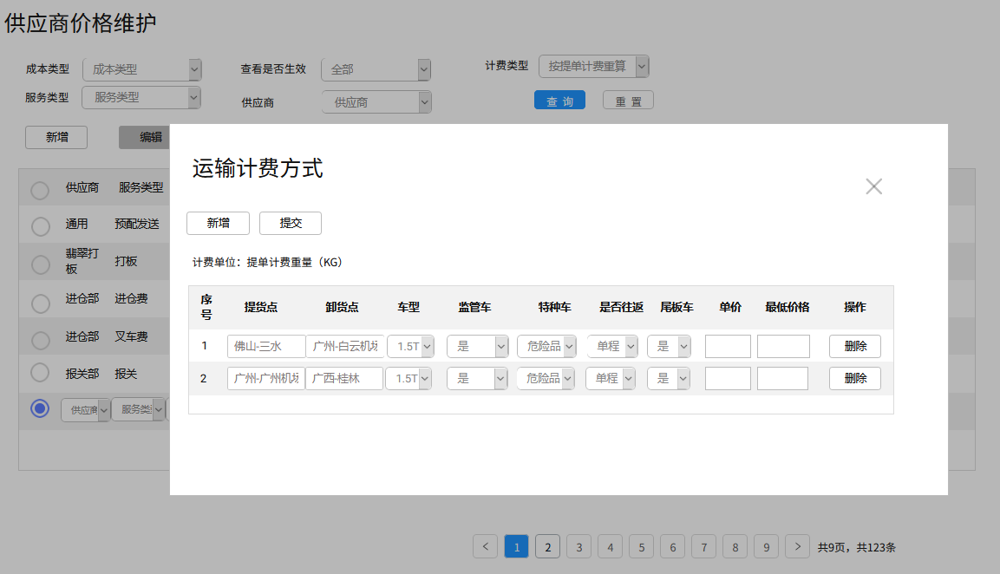 供应商价格维护
成本类型 成本类型 查看是否生效 全部 计费类型 按提单计费重算
服务类型 服务类型 供应商 供应商 查 询 重 置
新增 编辑
供应商 服务类型
通用 预配发送
翡翠打
板 打板
进仓部 进仓费
进仓部 叉车费
报关部 报关
供应商 服务类
运输计费方式
新增 提交
计费单位：提单计费重量（KG）
序
号 提货点 卸货点 车型 监管车 特种车 是否往返 尾板车 单价 最低价格 操作
1 佛山-三水 广州-白云机场 1.5T 是 危险品 单程 是 删除
2 广州-广州机场 广西-桂林 1.5T 是 危险品 单程 是 删除
< 1 2 3 4 5 6 7 8 9 > 共9页，共123条